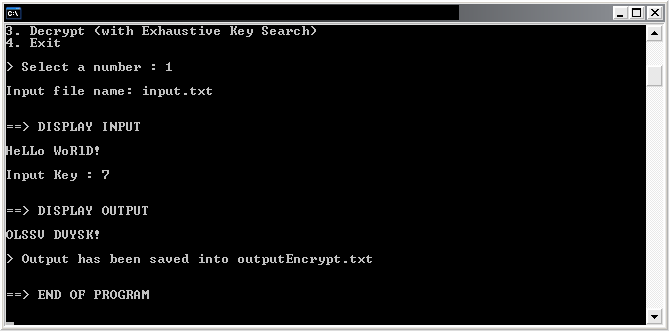 C:\
3. Decrypt (with Exhaustive Key Search)
4. Exit
> Select a number : 1
Input file name: input.txt
==> DISPLAY INPUT
HeLLo WoRlD!
Input Key : 7
==> DISPLAY OUTPUT
OLSSV DVYSK!
> Output has been saved into outputEncrypt.txt
==> END OF PROGRAM